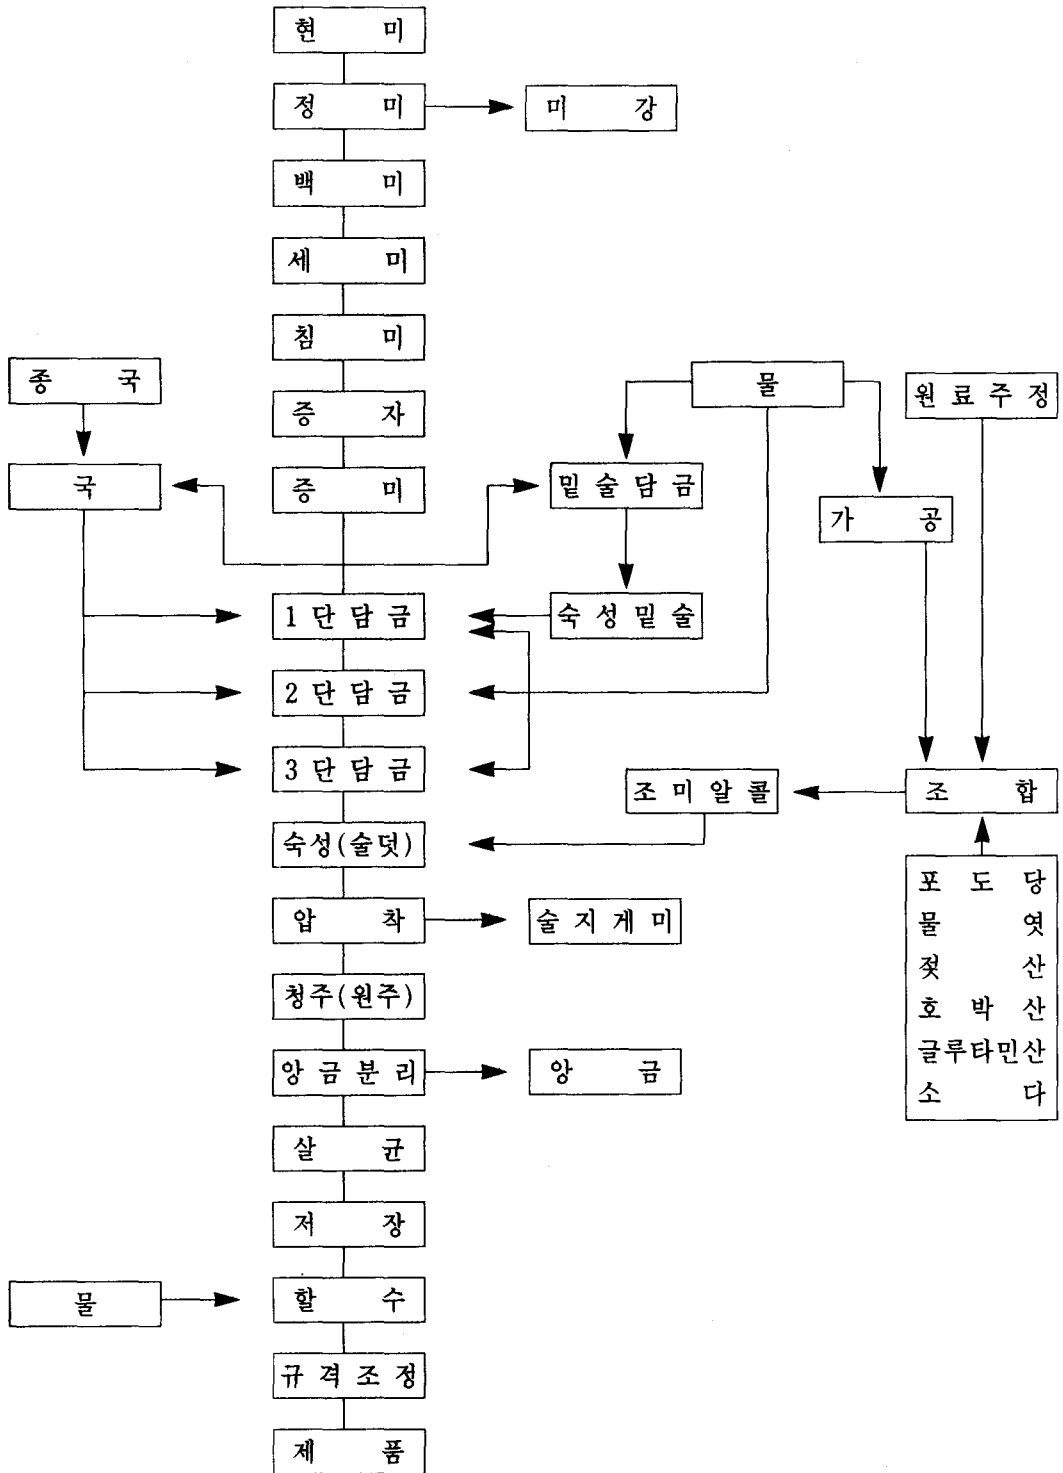 현 미
정 미
미 강
백 미
세 미
침 미
종 국
물
원료주정
증 자
국
증 미
밑술담금
가 공
1단담금
숙성밑술
2단담금
3단담금
조미알콜
조 합
숙성(술덧)
포 도 당
물 엿
젖 산
호 박 산
글루타민산
소 다
압 착
술지게미
청주(원주)
앙금분리
앙 금
살 균
저 장
물
할 수
규격조정
제 품